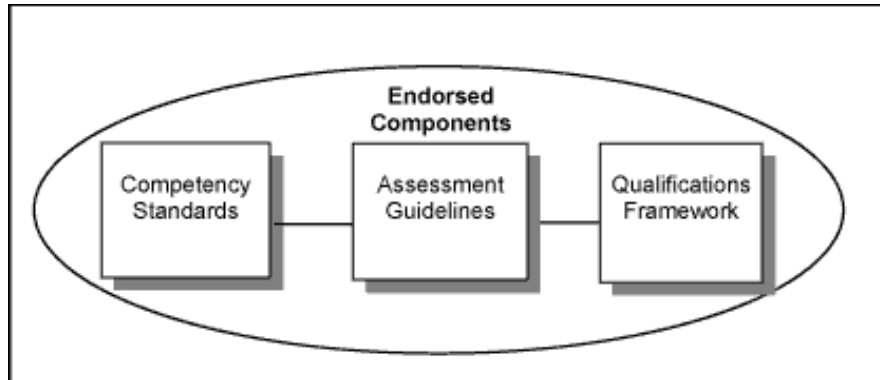 Endorsed
Components
Competency
Standards
Assessment
Guidelines
Qualifications
Framework